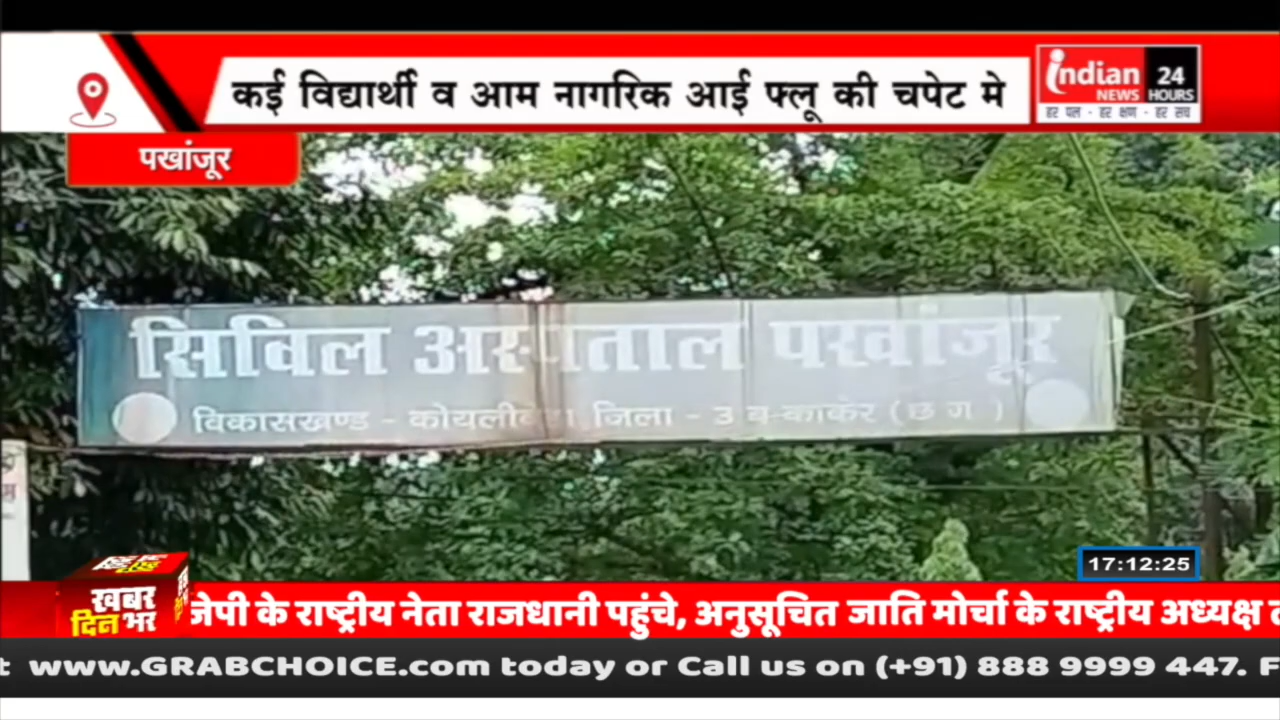 कई विद्यार्थी व आम नागरिक आई फ्लू की चपेट मे
indian
NEWS
24
HOURS
हर पल - हर क्षण - हर सच
पखांजूर
सिविल अस्पताल पखांजूर
विकासखण्ड - कोयलीबेड़ा जिला - उ ब कांकेर ( छ ग )
17:12:25
खबर
दिन भर
जेपी के राष्ट्रीय नेता राजधानी पहुंचे, अनुसूचित जाति मोर्चा के राष्ट्रीय अध्यक्ष
www.GRABCHOICE.com today or Call us on (+91) 888 9999 447. F